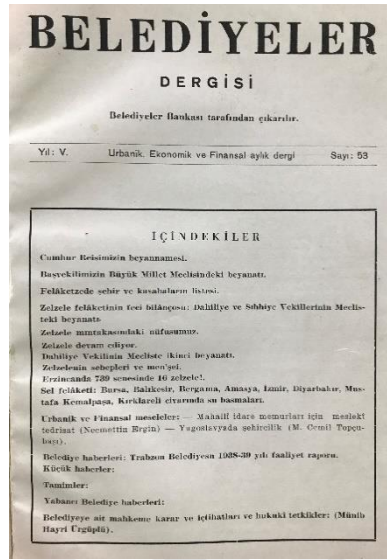 BELEDİYELER
DERGİSİ
Belediyeler Bankası tarafından çıkarılır.
Yıl: V. Urbanik, Ekonomik ve Finansal aylık dergi Sayı: 53
İÇİNDEKİLER
Cumhur Reisimizin beyannamesi.
Başvekilimizin Büyük Millet Meclisindeki beyanatı.
Felâketzede şehir ve kasabaların listesi.
Zelzele felâketinin feci bilânçosu: Dahiliye ve Sıhhiye Vekillerinin Meclis-
teki beyanatı
Zelzele mıntakasındaki nüfusumuz.
Zelzele devam ediyor.
Dahiliye Vekilinin Mecliste ikinci beyanatı.
Zelzelenin sebepleri ve menşei.
Erzincanda 739 senesinde 16 zelzele!.
Sel felâketi: Bursa, Balıkesir, Bergama, Amasya, İzmir, Diyarbakır, Mus-
tafa Kemalpaşa, Kırklareli civarında su basmaları.
Urbanik ve Finansal meseleler: — Mahallî idare memurları için meslekî
tedrisat (Necmettin Ergin) — Yugoslavyada şehircilik (M. Cemil Topçu-
başı).
Belediye haberleri: Trabzon Belediyesn 1938-39 yılı faaliyet raporu.
Küçük haberler:
Tamimler:
Yabancı Belediye haberleri:
Belediyeye ait mahkeme karar ve içtihatları ve hukukî tetkikler: (Münib
Hayri Ürgüplü).